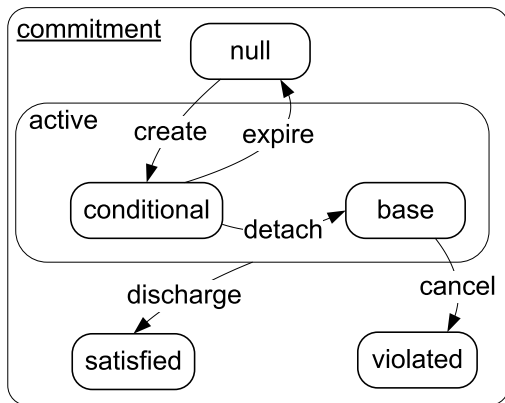 commitment
null
active
create
expire
conditional
base
detach
discharge
cancel
satisfied
violated